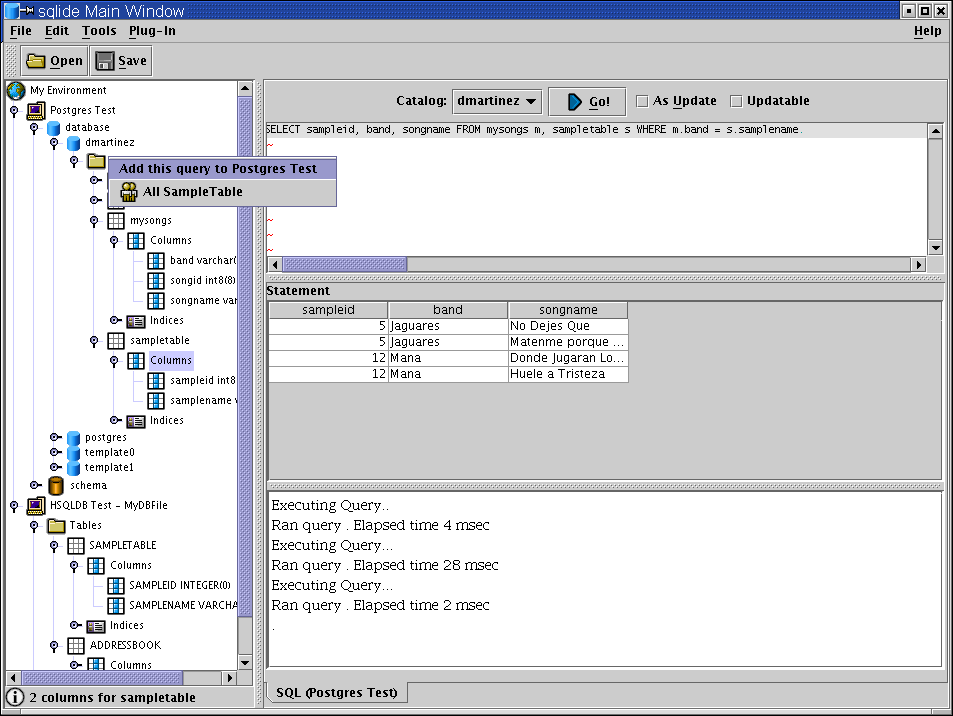 sqlide Main Window
File Edit Tools Plug-In Help
Open Save
My Environment
Postgres Test
database
dmartinez
Add this query to Postgres Test
All SampleTable
mysongs
Columns
band varchar(
songid int8(8)
songname var
Indices
sampletable
Columns
sampleid int8
samplename v
Indices
postgres
template0
template1
schema
HSQLDB Test - MyDBFile
Tables
SAMPLETABLE
Columns
SAMPLEID INTEGER(0)
SAMPLENAME VARCHA
Indices
ADDRESSBOOK
Columns
2 columns for sampletable
Catalog: dmartinez Go! As Update Updatable
SELECT sampleid, band, songname FROM mysongs m, sampletable s WHERE m.band = s.samplename.
~
~
~
~
Statement
sampleid band songname
5 Jaguares No Dejes Que
5 Jaguares Matenme porque ...
12 Mana Donde Jugaran Lo...
12 Mana Huele a Tristeza
Executing Query..
Ran query . Elapsed time 4 msec
Executing Query...
Ran query . Elapsed time 28 msec
Executing Query...
Ran query . Elapsed time 2 msec
.
SQL (Postgres Test)